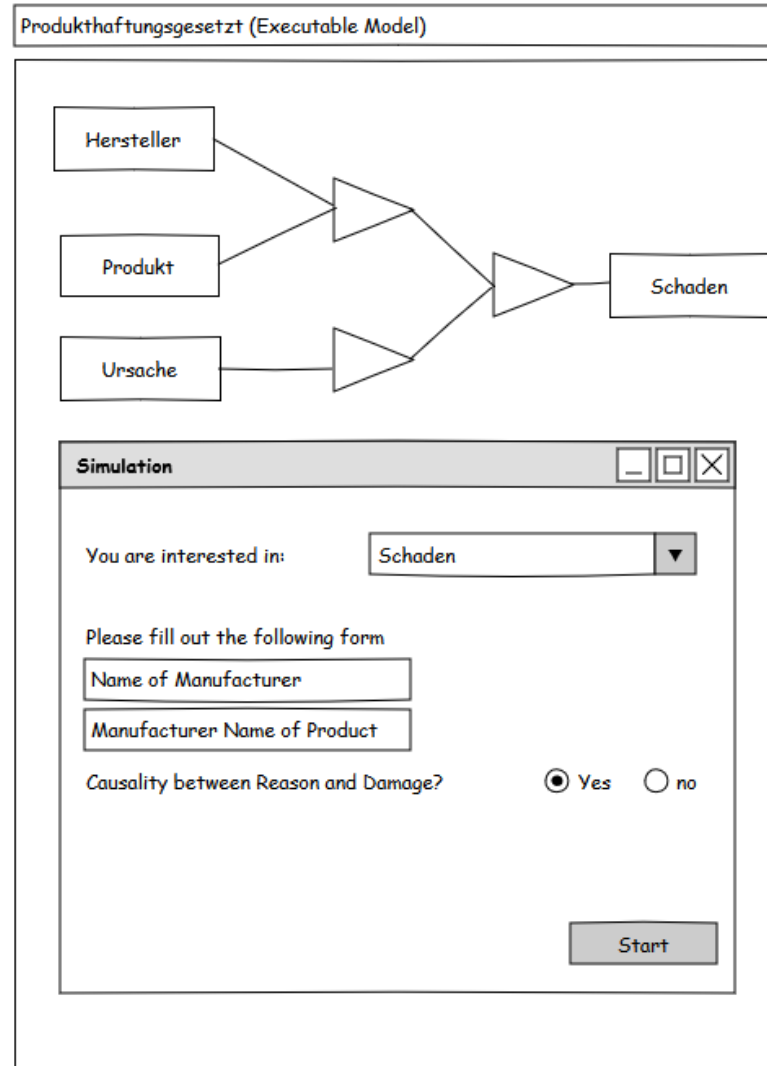 Produkthaftungsgesetzt (Executable Model)
Hersteller
Produkt
Ursache
Schaden
Simulation
You are interested in:
Schaden
Please fill out the following form
Name of Manufacturer
Manufacturer Name of Product
Causality between Reason and Damage?
Yes
no
Start